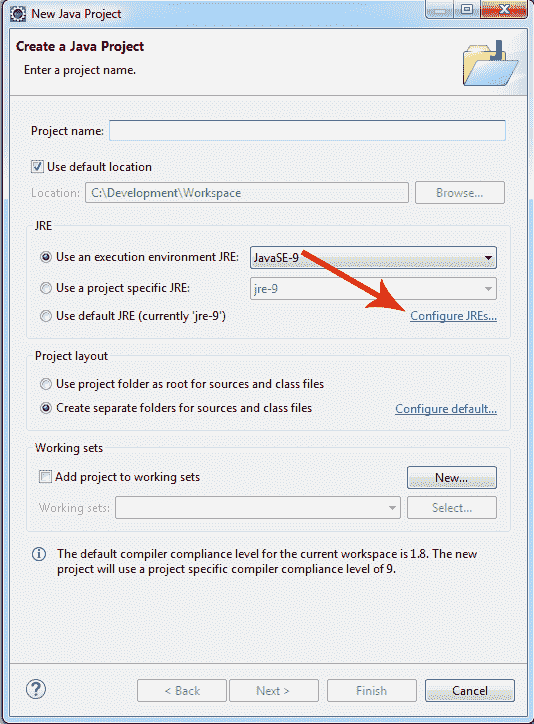 New Java Project
Create a Java Project
Enter a project name.
Project name:
Use default location
Location: C:\Development\Workspace Browse...
JRE
Use an execution environment JRE: JavaSE-9
Use a project specific JRE: jre-9
Use default JRE (currently 'jre-9') Configure JREs...
Project layout
Use project folder as root for sources and class files
Create separate folders for sources and class files Configure default...
Working sets
Add project to working sets New...
Working sets: Select...
The default compiler compliance level for the current workspace is 1.8. The new
project will use a project specific compiler compliance level of 9.
? < Back Next > Finish Cancel